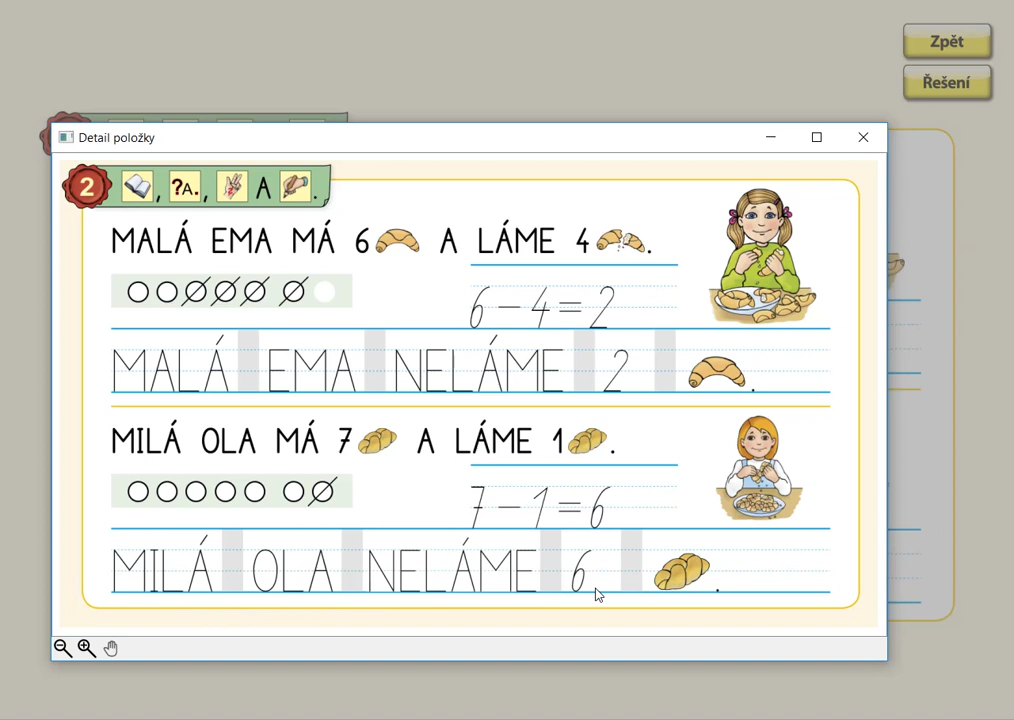 Zpět
Řešení
Detail položky
2 , ?A. , A .
MALÁ EMA MÁ 6 A LÁME 4 .
6 - 4 = 2
MALÁ EMA NELÁME 2 .
MILÁ OLA MÁ 7 A LÁME 1 .
7 - 1 = 6
MILÁ OLA NELÁME 6 .